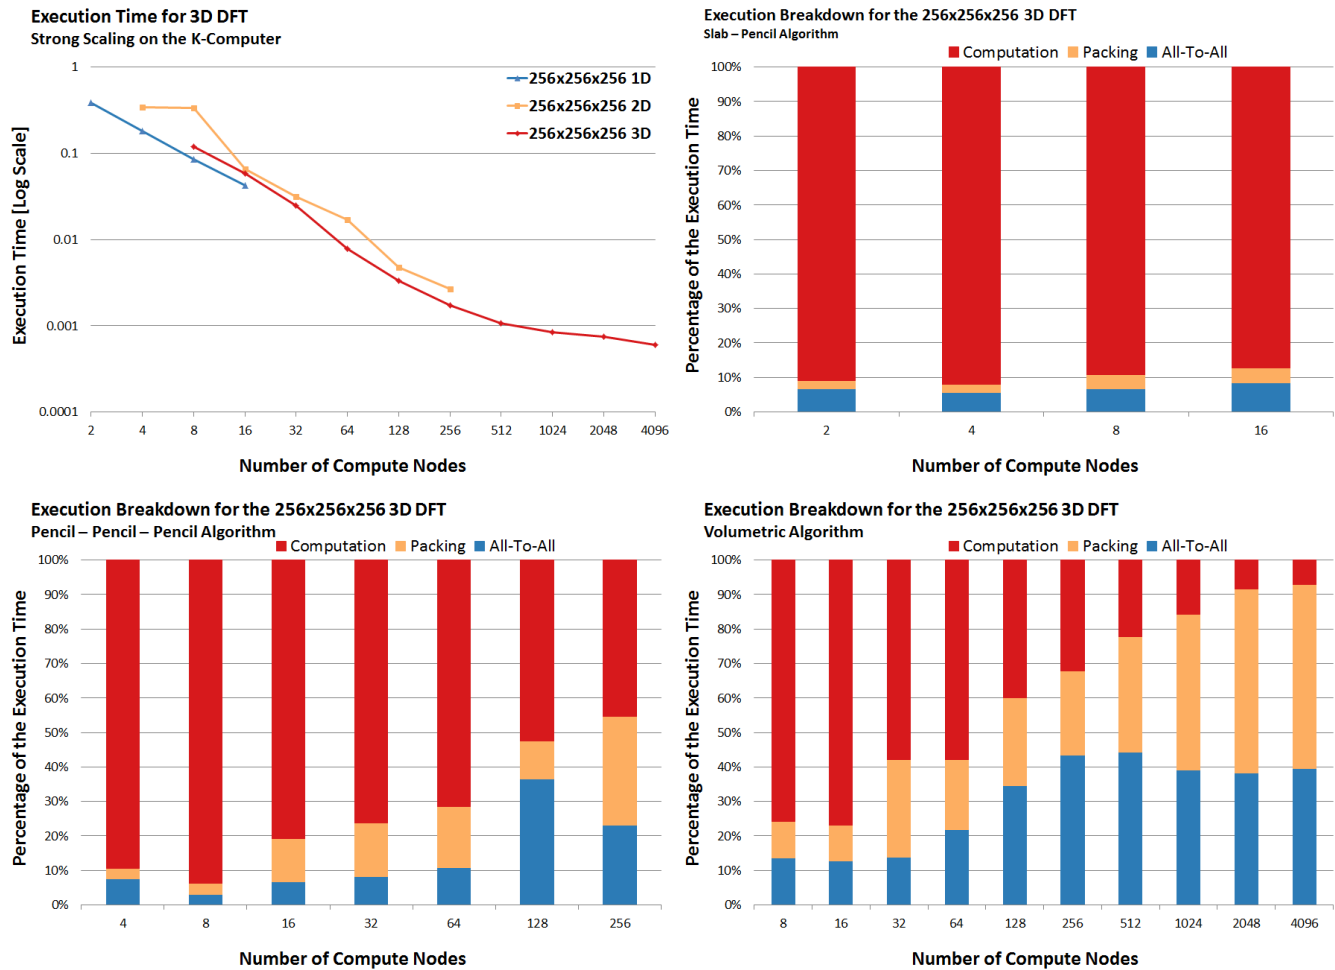 Execution Time for 3D DFT
Strong Scaling on the K-Computer
256x256x256 1D
256x256x256 2D
256x256x256 3D
Execution Time [Log Scale]
1
0.1
0.01
0.001
0.0001
2 4 8 16 32 64 128 256 512 1024 2048 4096
Number of Compute Nodes
Execution Breakdown for the 256x256x256 3D DFT
Slab – Pencil Algorithm
Computation Packing All-To-All
Percentage of the Execution Time
100%
90%
80%
70%
60%
50%
40%
30%
20%
10%
0%
2 4 8 16
Number of Compute Nodes
Execution Breakdown for the 256x256x256 3D DFT
Pencil – Pencil – Pencil Algorithm
Computation Packing All-To-All
Percentage of the Execution Time
100%
90%
80%
70%
60%
50%
40%
30%
20%
10%
0%
4 8 16 32 64 128 256
Number of Compute Nodes
Execution Breakdown for the 256x256x256 3D DFT
Volumetric Algorithm
Computation Packing All-To-All
Percentage of the Execution Time
100%
90%
80%
70%
60%
50%
40%
30%
20%
10%
0%
8 16 32 64 128 256 512 1024 2048 4096
Number of Compute Nodes